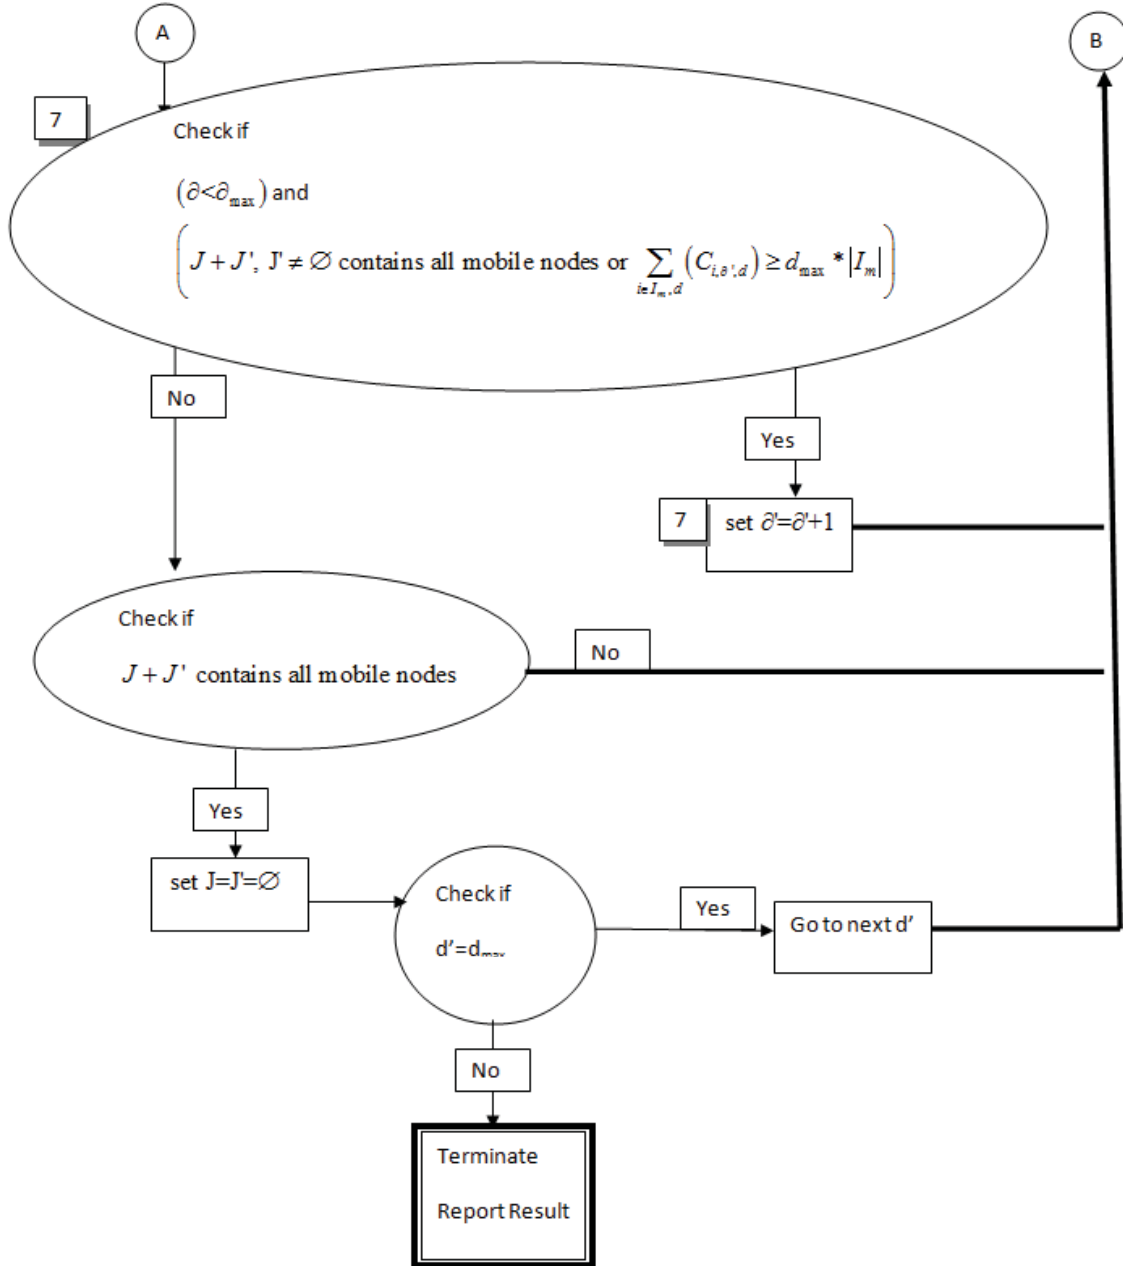 A
B
7
Check if
(∂<∂max) and
(J + J', J' ≠ ∅ contains all mobile nodes or ∑i∈Im,d (Ci,∂',d) ≥ dmax * |Im|)
No
Yes
7
set ∂'=∂'+1
Check if
J + J' contains all mobile nodes
No
Yes
set J=J'=∅
Check if
d'=dmax
Yes
Go to next d'
No
Terminate
Report Result